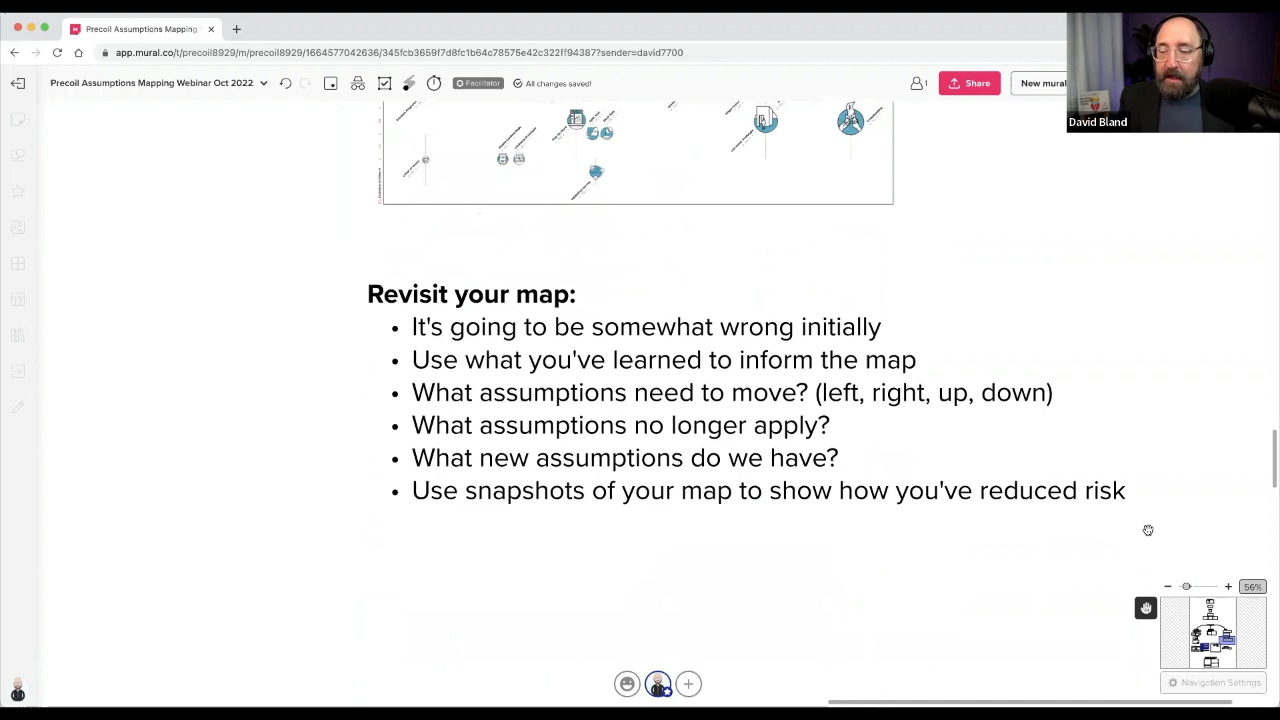 Precoil Assumptions Mapping
app.mural.co/t/precoil8929/m/precoil8929/1664577042636/345fcb3659f7d8fc1b64c78575e42c322ff94387?sender=david7700
Precoil Assumptions Mapping Webinar Oct 2022
Facilitator
All changes saved!
1
Share
New mural
David Bland
Revisit your map:
• It's going to be somewhat wrong initially
• Use what you've learned to inform the map
• What assumptions need to move? (left, right, up, down)
• What assumptions no longer apply?
• What new assumptions do we have?
• Use snapshots of your map to show how you've reduced risk
56%
Navigation Settings